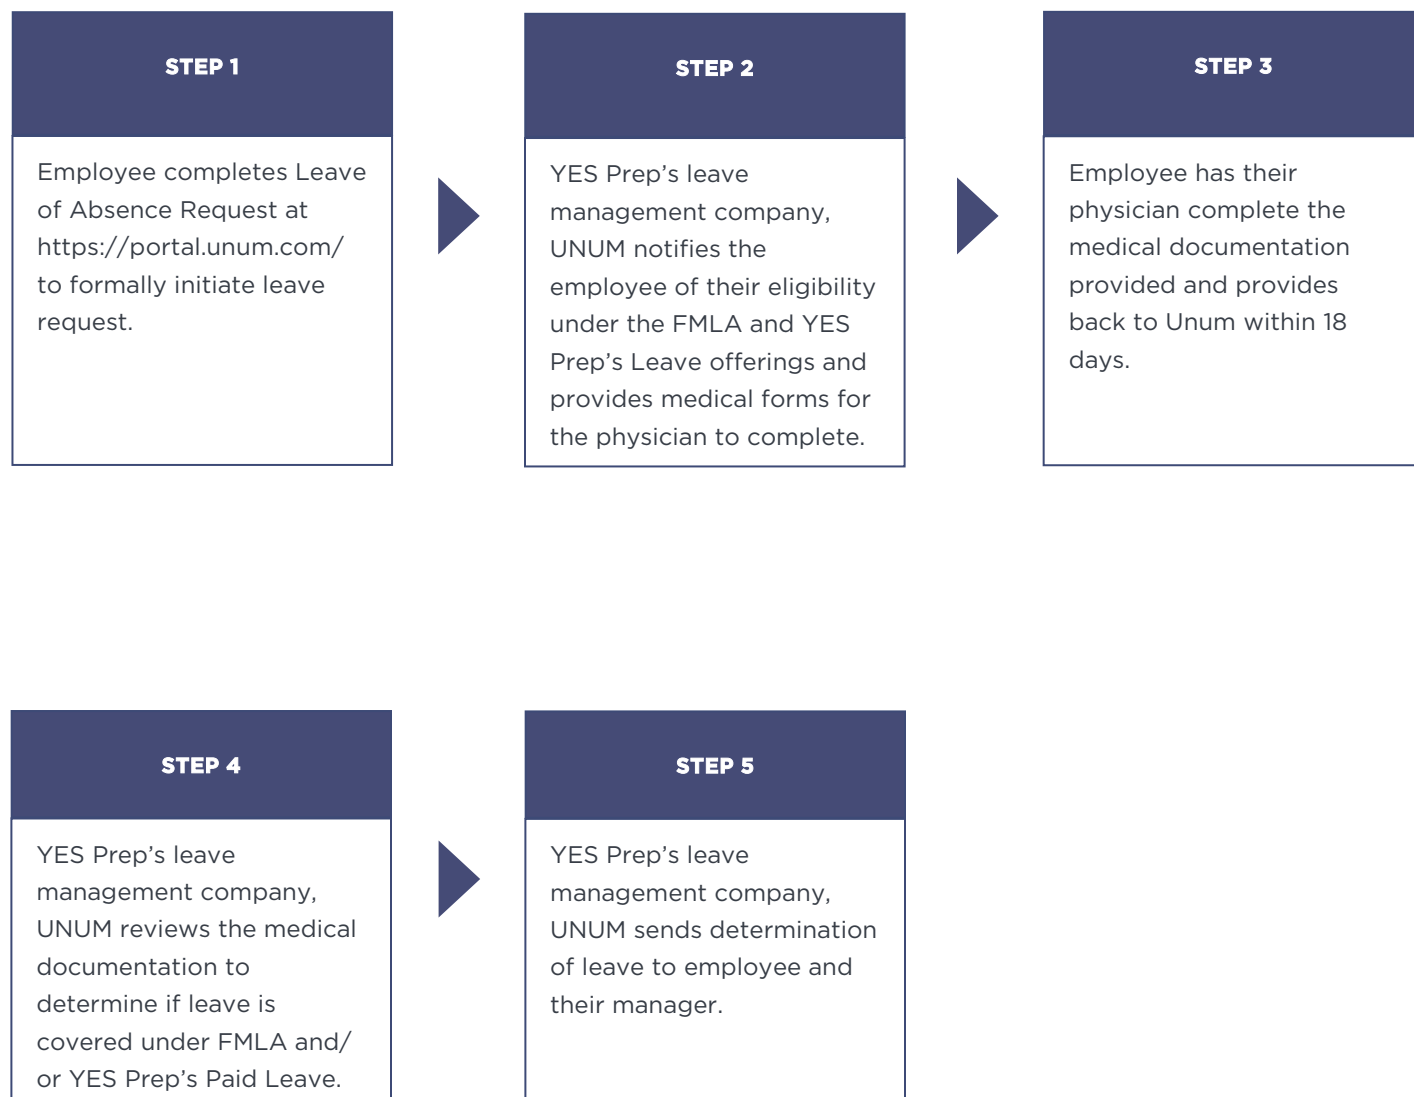 STEP 1
Employee completes Leave
of Absence Request at
https://portal.unum.com/
to formally initiate leave
request.
STEP 2
YES Prep’s leave
management company,
UNUM notifies the
employee of their eligibility
under the FMLA and YES
Prep’s Leave offerings and
provides medical forms for
the physician to complete.
STEP 3
Employee has their
physician complete the
medical documentation
provided and provides
back to Unum within 18
days.
STEP 4
YES Prep’s leave
management company,
UNUM reviews the medical
documentation to
determine if leave is
covered under FMLA and/
or YES Prep’s Paid Leave.
STEP 5
YES Prep’s leave
management company,
UNUM sends determination
of leave to employee and
their manager.